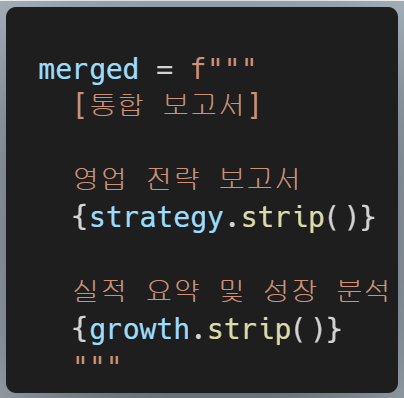 merged = f"""
[통합 보고서]
영업 전략 보고서
{strategy.strip()}
실적 요약 및 성장 분석
{growth.strip()}
"""